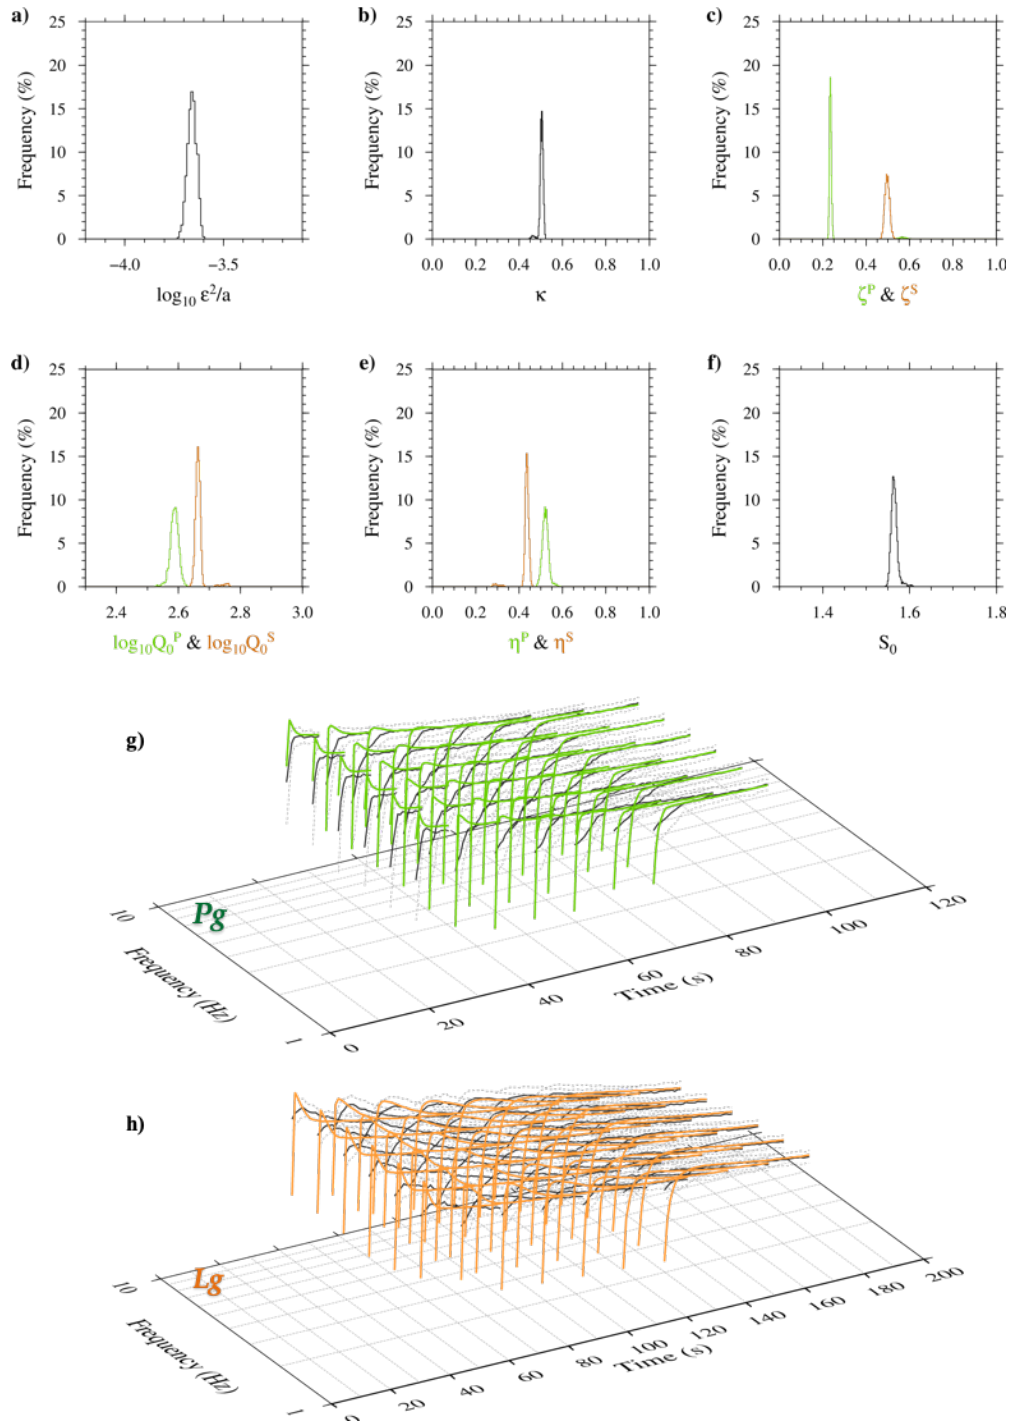 a) b) c)
25 25 25
20 20 20
15 15 15
10 10 10
5 5 5
0 0 0
Frequency (%) Frequency (%) Frequency (%)
−4.0 −3.5 0.0 0.2 0.4 0.6 0.8 1.0 0.0 0.2 0.4 0.6 0.8 1.0
log₁₀ ε²/a κ ζᴾ & ζˢ
d) e) f)
25 25 25
20 20 20
15 15 15
10 10 10
5 5 5
0 0 0
Frequency (%) Frequency (%) Frequency (%)
2.4 2.6 2.8 3.0 0.0 0.2 0.4 0.6 0.8 1.0 1.4 1.6 1.8
log₁₀Q₀ᴾ & log₁₀Q₀ˢ ηᴾ & ηˢ S₀
g)
Pg
10
Frequency (Hz)
1
0 20 40 60 80 100 120
Time (s)
h)
Lg
10
Frequency (Hz)
1
0 20 40 60 80 100 120 140 160 180 200
Time (s)